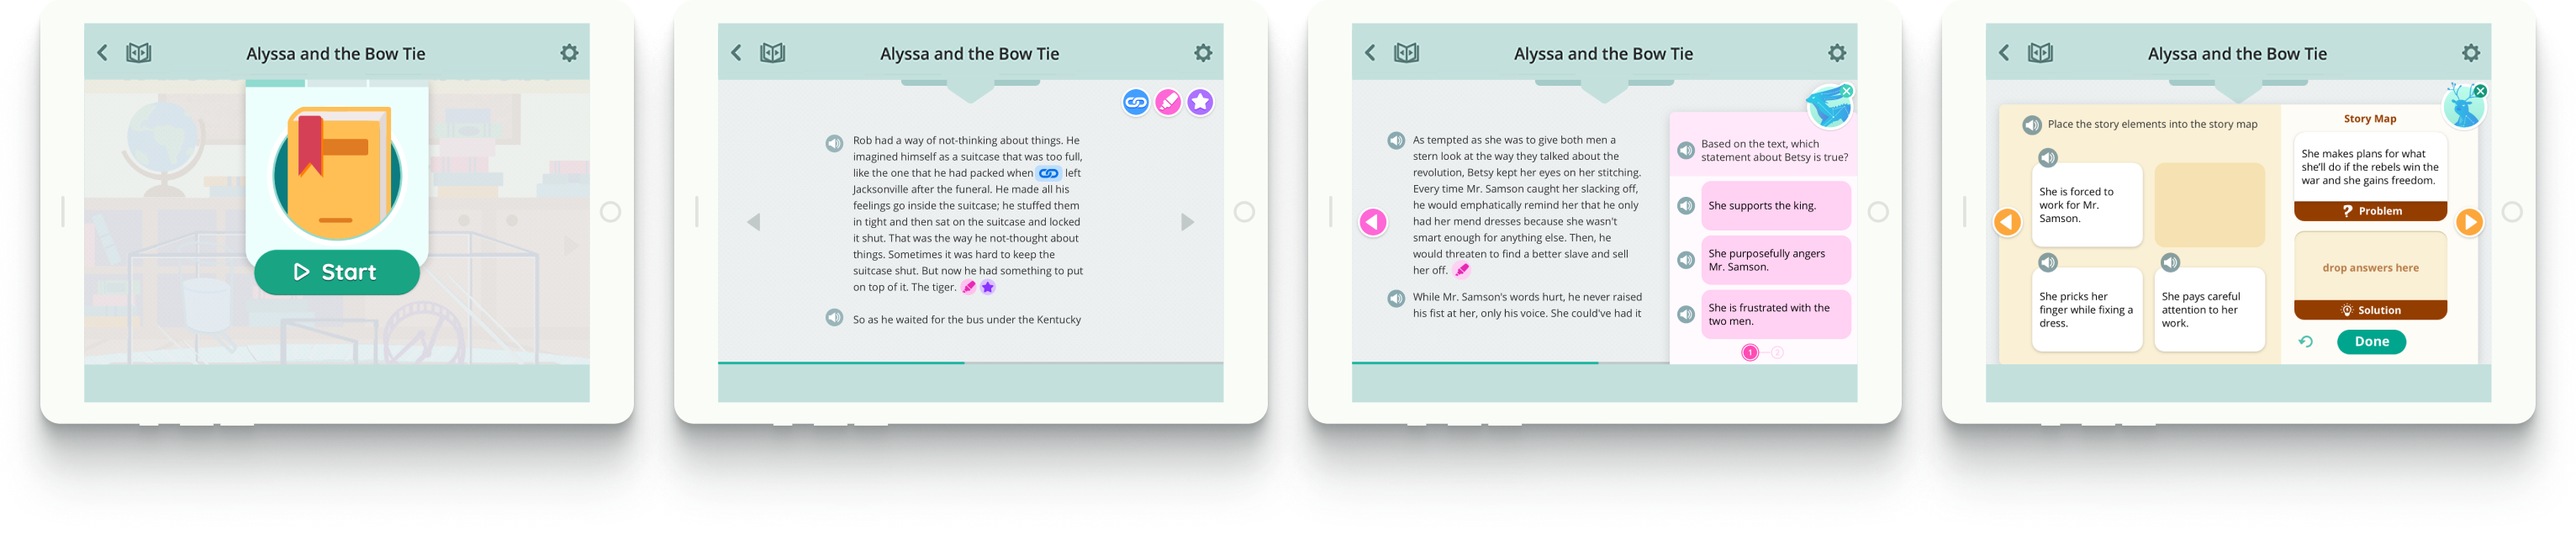 Alyssa and the Bow Tie
Start
Alyssa and the Bow Tie
Rob had a way of not-thinking about things. He
imagined himself as a suitcase that was too full,
like the one that he had packed when left
Jacksonville after the funeral. He made all his
feelings go inside the suitcase; he stuffed them
in tight and then sat on the suitcase and locked
it shut. That was the way he not-thought about
things. Sometimes it was hard to keep the
suitcase shut. But now he had something to put
on top of it. The tiger.
So as he waited for the bus under the Kentucky
Alyssa and the Bow Tie
As tempted as she was to give both men a
stern look at the way they talked about the
revolution, Betsy kept her eyes on her stitching.
Every time Mr. Samson caught her slacking off,
he would emphatically remind her that he only
had her mend dresses because she wasn't
smart enough for anything else. Then, he
would threaten to find a better slave and sell
her off.
While Mr. Samson's words hurt, he never raised
his fist at her, only his voice. She could've had it
Based on the text, which
statement about Betsy is true?
She supports the king.
She purposefully angers
Mr. Samson.
She is frustrated with the
two men.
1
2
Alyssa and the Bow Tie
Place the story elements into the story map
She is forced to
work for Mr.
Samson.
She pricks her
finger while fixing a
dress.
She pays careful
attention to her
work.
Story Map
She makes plans for what
she'll do if the rebels win the
war and she gains freedom.
? Problem
drop answers here
Solution
Done